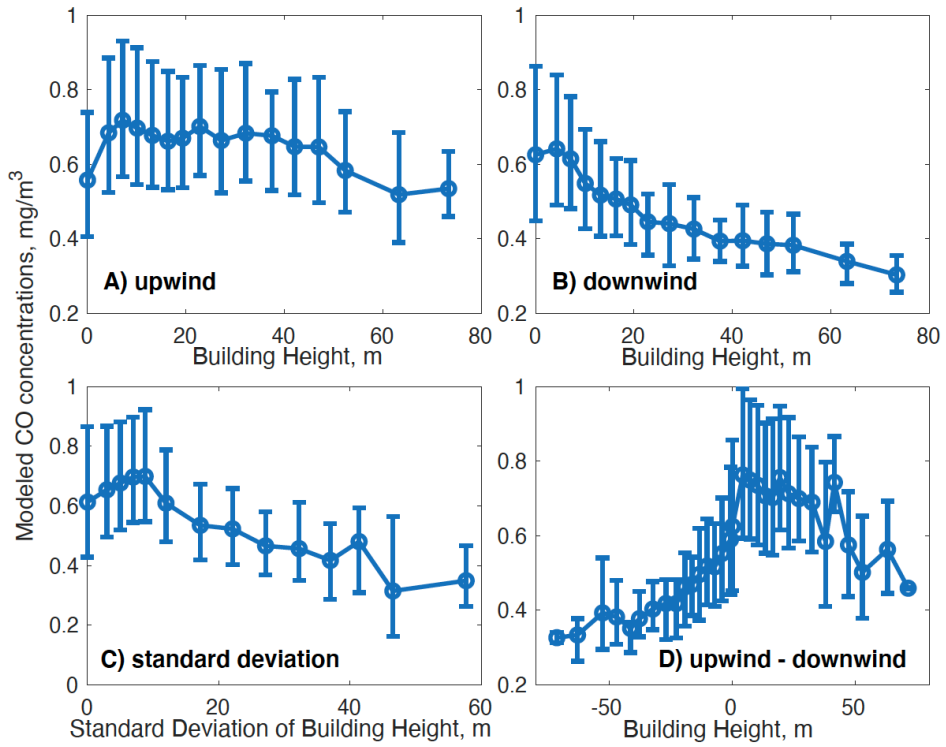 Modeled CO concentrations, mg/m³
1
0.8
0.6
0.4
0.2
A) upwind
0 20 40 60 80
Building Height, m
1
0.8
0.6
0.4
0.2
B) downwind
0 20 40 60 80
Building Height, m
1
0.8
0.6
0.4
0.2
0
C) standard deviation
0 20 40 60
Standard Deviation of Building Height, m
1
0.8
0.6
0.4
0.2
D) upwind - downwind
-50 0 50
Building Height, m